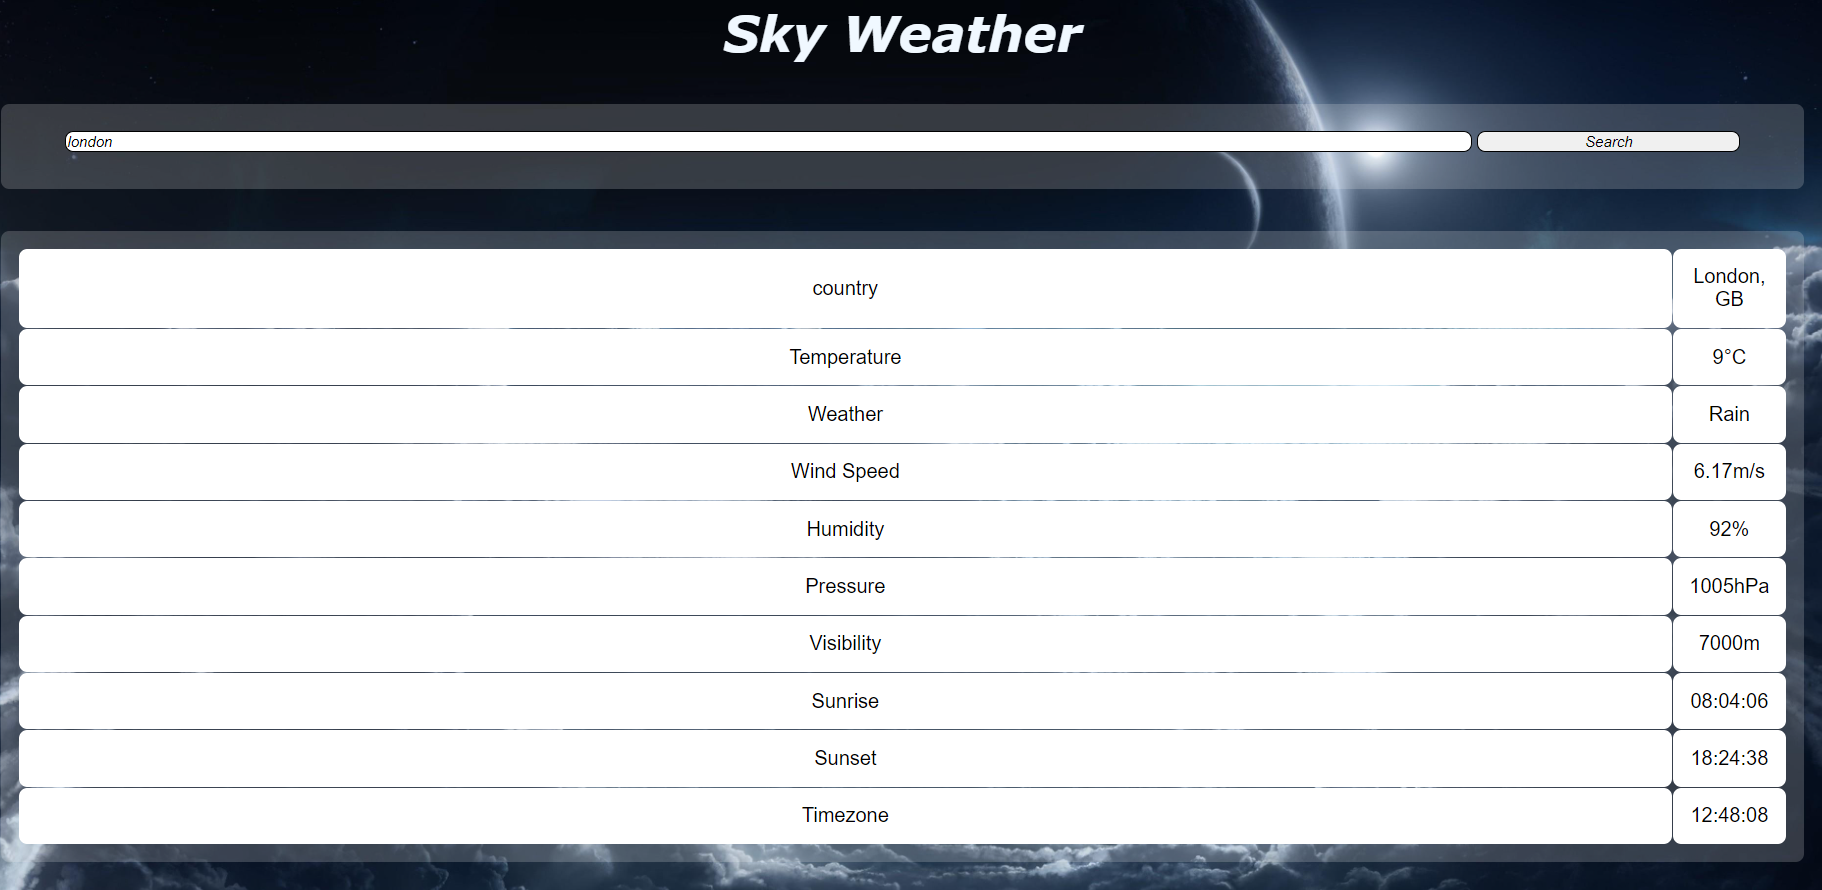 Sky Weather
london Search
country London,
GB
Temperature 9°C
Weather Rain
Wind Speed 6.17m/s
Humidity 92%
Pressure 1005hPa
Visibility 7000m
Sunrise 08:04:06
Sunset 18:24:38
Timezone 12:48:08